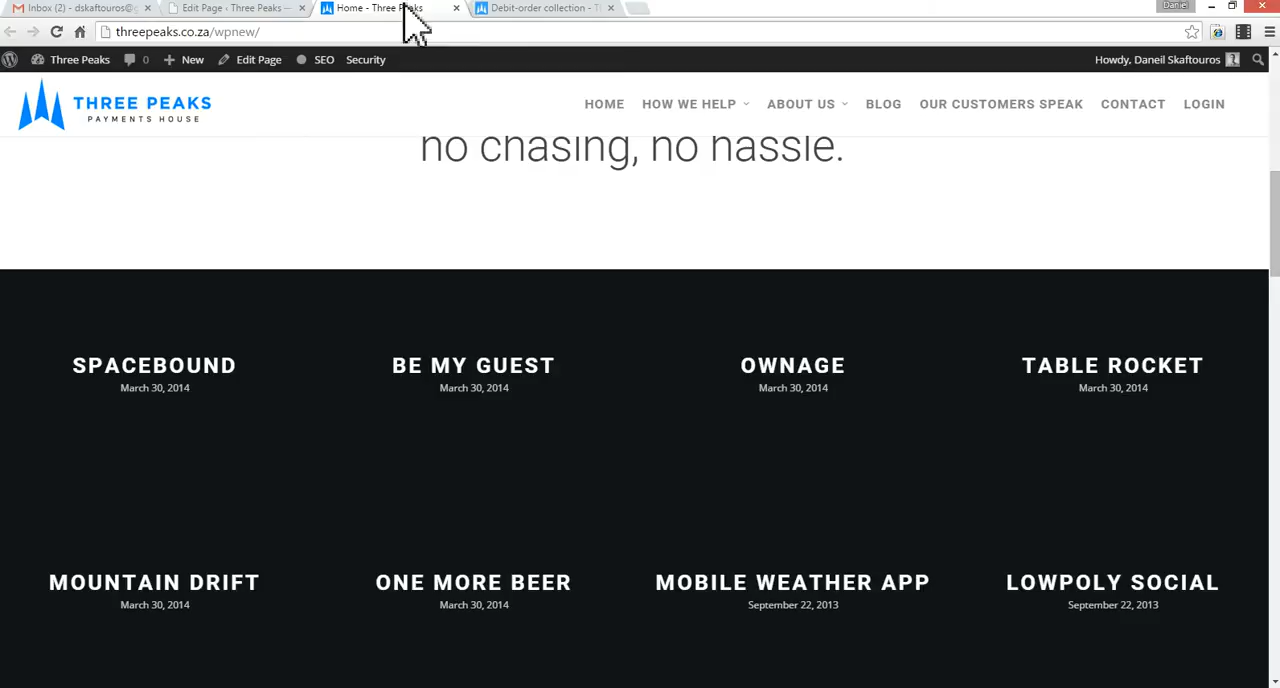 Inbox (2) - dskaftouros@g
Edit Page ‹ Three Peaks —
Home - Three Peaks
Debit-order collection - Th
Daniel
threepeaks.co.za/wpnew/
Three Peaks
0
New
Edit Page
SEO
Security
Howdy, Daneil Skaftouros
THREE PEAKS
PAYMENTS HOUSE
HOME
HOW WE HELP
ABOUT US
BLOG
OUR CUSTOMERS SPEAK
CONTACT
LOGIN
no chasing, no hassle.
SPACEBOUND
March 30, 2014
BE MY GUEST
March 30, 2014
OWNAGE
March 30, 2014
TABLE ROCKET
March 30, 2014
MOUNTAIN DRIFT
March 30, 2014
ONE MORE BEER
March 30, 2014
MOBILE WEATHER APP
September 22, 2013
LOWPOLY SOCIAL
September 22, 2013